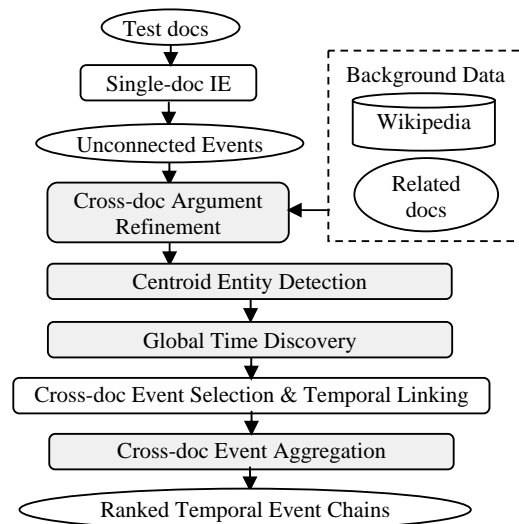 Test docs
Single-doc IE
Unconnected Events
Cross-doc Argument
Refinement
Background Data
Wikipedia
Related
docs
Centroid Entity Detection
Global Time Discovery
Cross-doc Event Selection & Temporal Linking
Cross-doc Event Aggregation
Ranked Temporal Event Chains